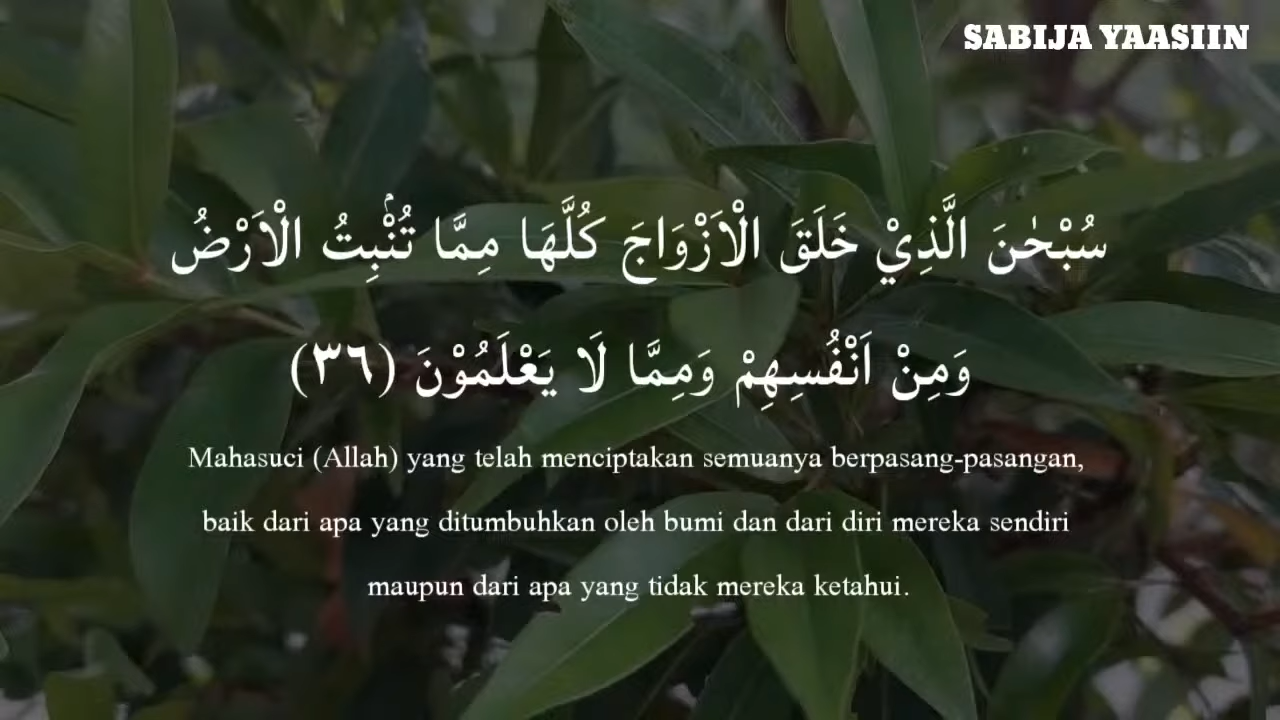 SABIJA YAASIIN
سُبْحٰنَ الَّذِيْ خَلَقَ الْاَزْوَاجَ كُلَّهَا مِمَّا تُنْۢبِتُ الْاَرْضُ
وَمِنْ اَنْفُسِهِمْ وَمِمَّا لَا يَعْلَمُوْنَ (٣٦)
Mahasuci (Allah) yang telah menciptakan semuanya berpasang-pasangan,
baik dari apa yang ditumbuhkan oleh bumi dan dari diri mereka sendiri
maupun dari apa yang tidak mereka ketahui.